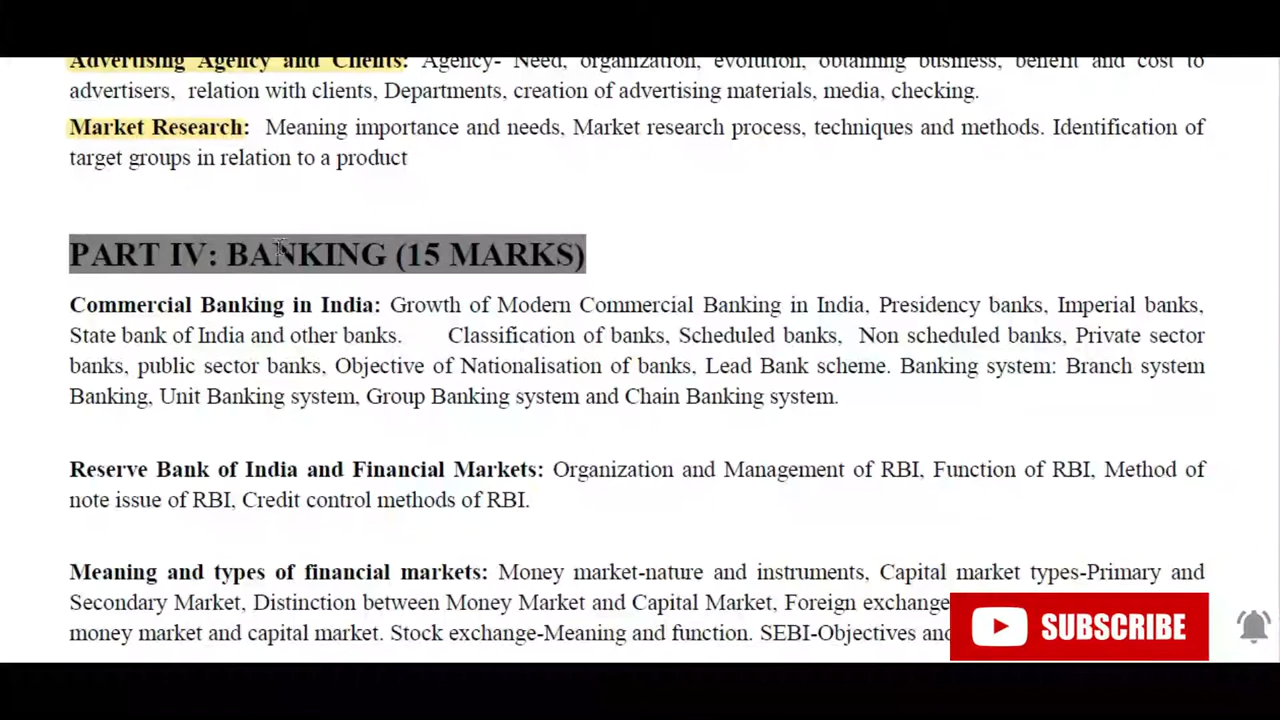 Advertising Agency and Clients: Agency- Need, organization, evolution, obtaining business, benefit and cost to
advertisers, relation with clients, Departments, creation of advertising materials, media, checking.
Market Research: Meaning importance and needs, Market research process, techniques and methods. Identification of
target groups in relation to a product
PART IV: BANKING (15 MARKS)
Commercial Banking in India: Growth of Modern Commercial Banking in India, Presidency banks, Imperial banks,
State bank of India and other banks. Classification of banks, Scheduled banks, Non scheduled banks, Private sector
banks, public sector banks, Objective of Nationalisation of banks, Lead Bank scheme. Banking system: Branch system
Banking, Unit Banking system, Group Banking system and Chain Banking system.
Reserve Bank of India and Financial Markets: Organization and Management of RBI, Function of RBI, Method of
note issue of RBI, Credit control methods of RBI.
Meaning and types of financial markets: Money market-nature and instruments, Capital market types-Primary and
Secondary Market, Distinction between Money Market and Capital Market, Foreign exchange
money market and capital market. Stock exchange-Meaning and function. SEBI-Objectives and
SUBSCRIBE